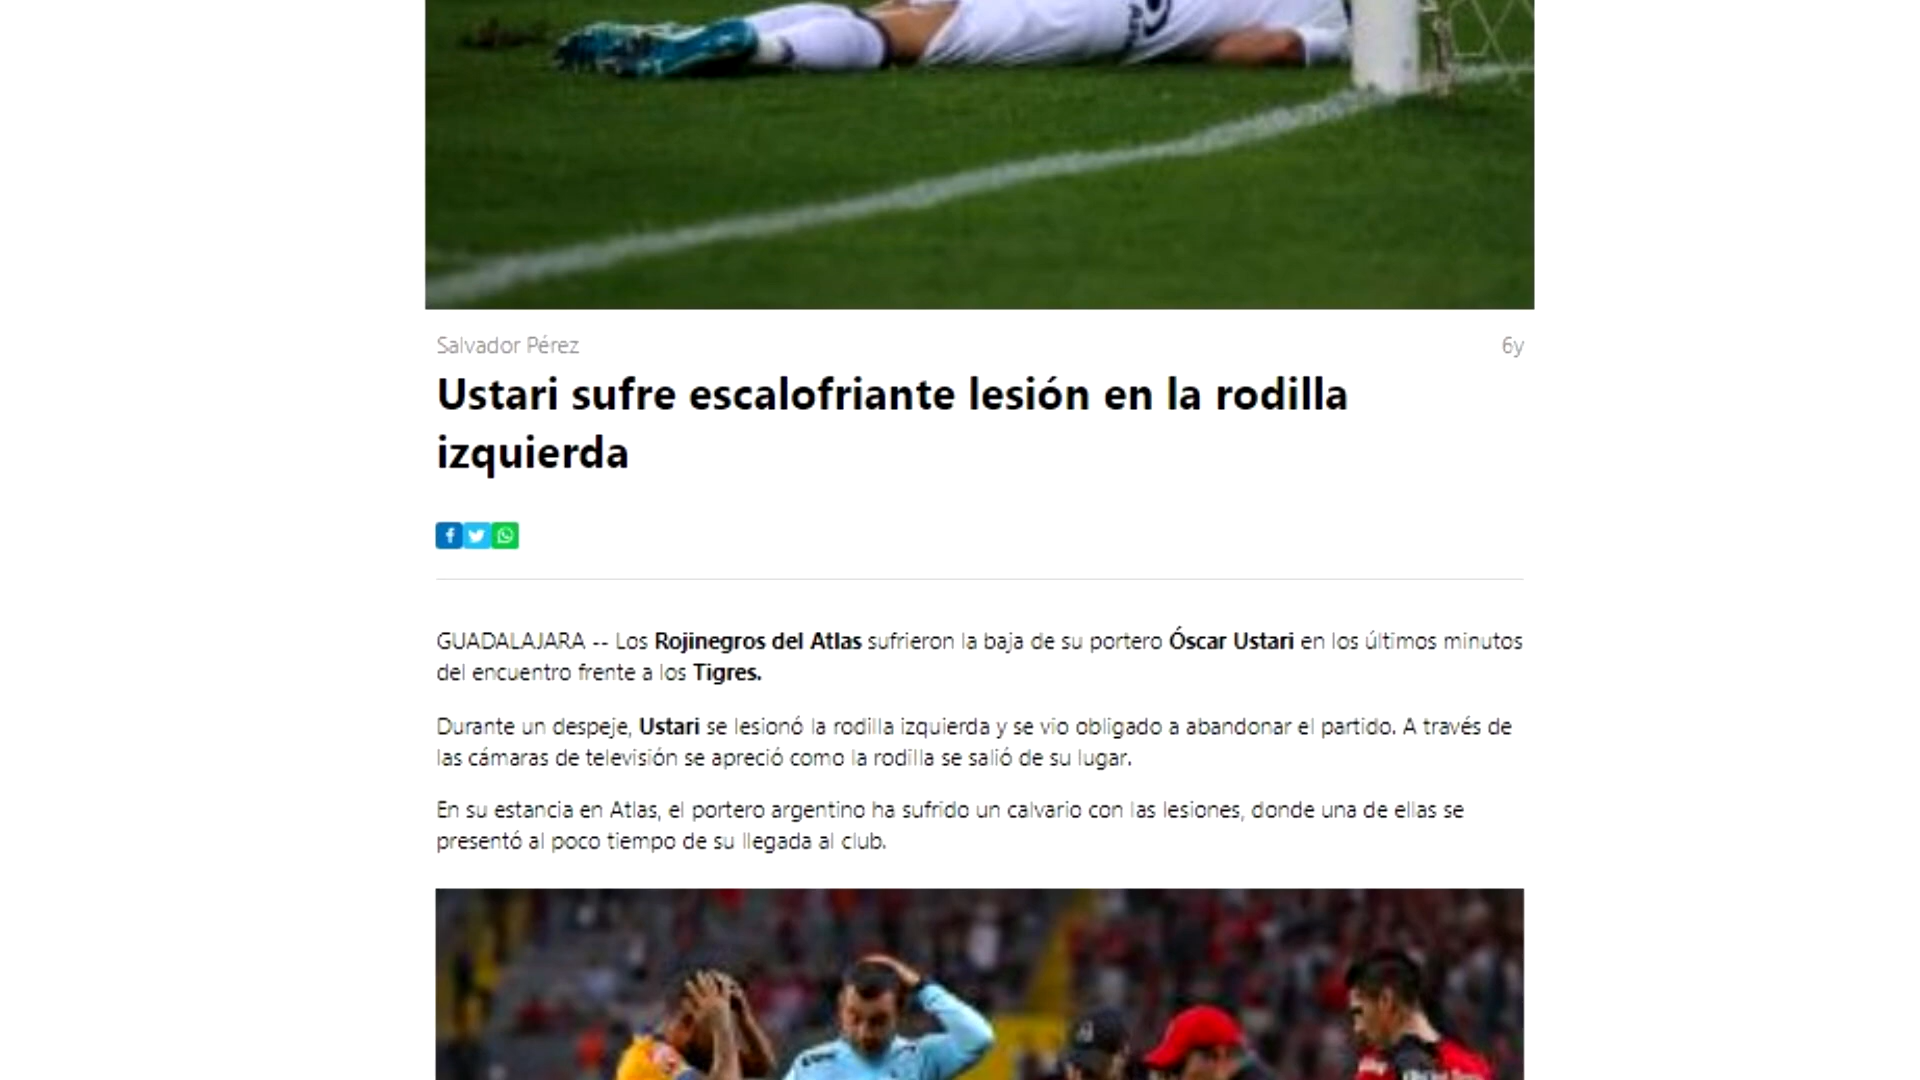 Salvador Pérez
6y
Ustari sufre escalofriante lesión en la rodilla
izquierda
GUADALAJARA -- Los Rojinegros del Atlas sufrieron la baja de su portero Óscar Ustari en los últimos minutos
del encuentro frente a los Tigres.
Durante un despeje, Ustari se lesionó la rodilla izquierda y se vio obligado a abandonar el partido. A través de
las cámaras de televisión se apreció como la rodilla se salió de su lugar.
En su estancia en Atlas, el portero argentino ha sufrido un calvario con las lesiones, donde una de ellas se
presentó al poco tiempo de su llegada al club.